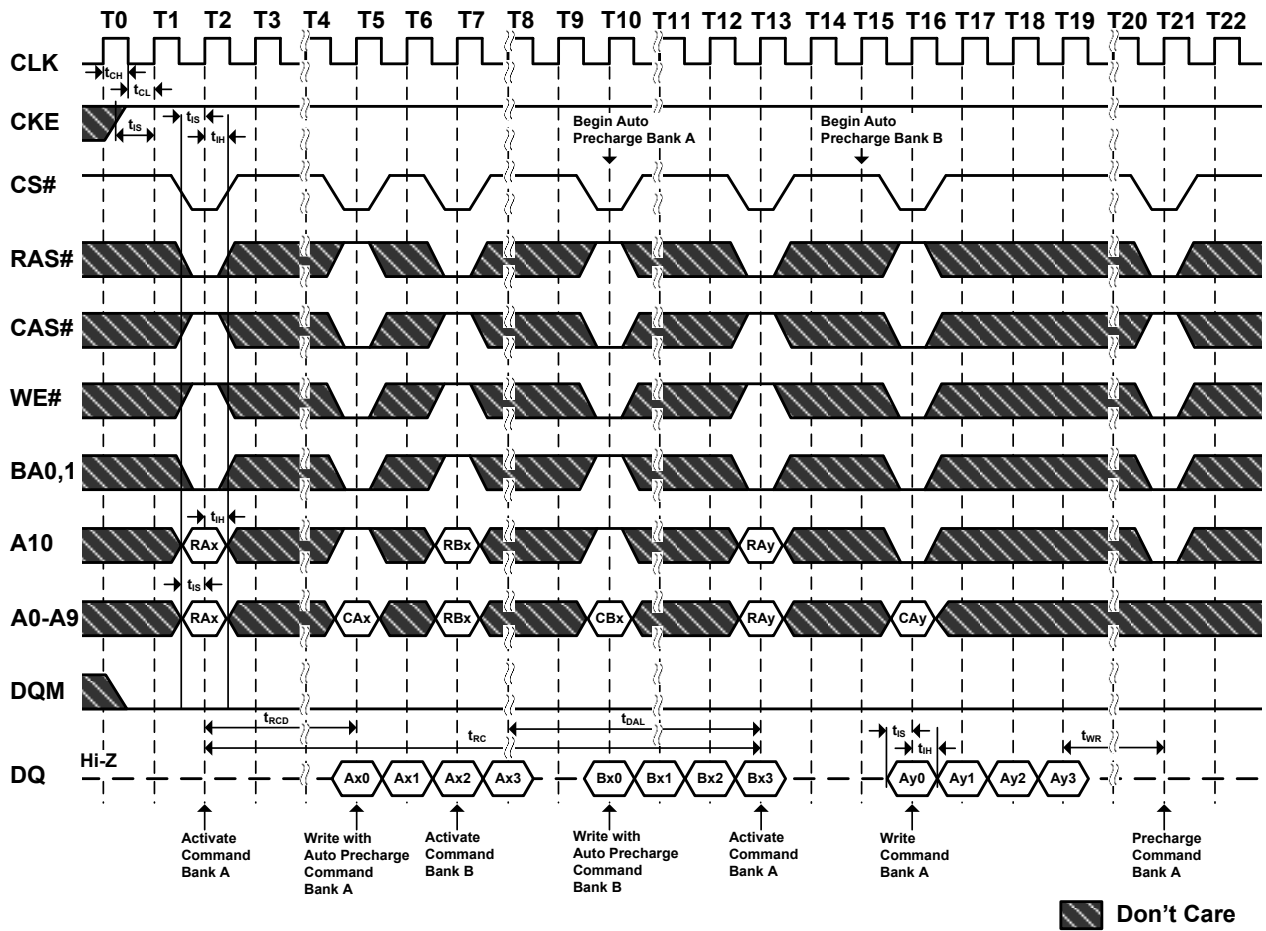 T0 T1 T2 T3 T4 T5 T6 T7 T8 T9 T10 T11 T12 T13 T14 T15 T16 T17 T18 T19 T20 T21 T22
CLK
tCH
tCL
CKE
tIS
tIS
tIH
Begin Auto
Precharge Bank A
Begin Auto
Precharge Bank B
CS#
RAS#
CAS#
WE#
BA0,1
tIH
A10
RAx RBx RAy
tIS
A0-A9
RAx CAx RBx CBx RAy CAy
DQM
tRCD
tDAL
tRC
tIS
tIH
tWR
Hi-Z
DQ
Ax0 Ax1 Ax2 Ax3 Bx0 Bx1 Bx2 Bx3 Ay0 Ay1 Ay2 Ay3
Activate
Command
Bank A
Write with
Auto Precharge
Command
Bank A
Activate
Command
Bank B
Write with
Auto Precharge
Command
Bank B
Activate
Command
Bank A
Write
Command
Bank A
Precharge
Command
Bank A
Don't Care